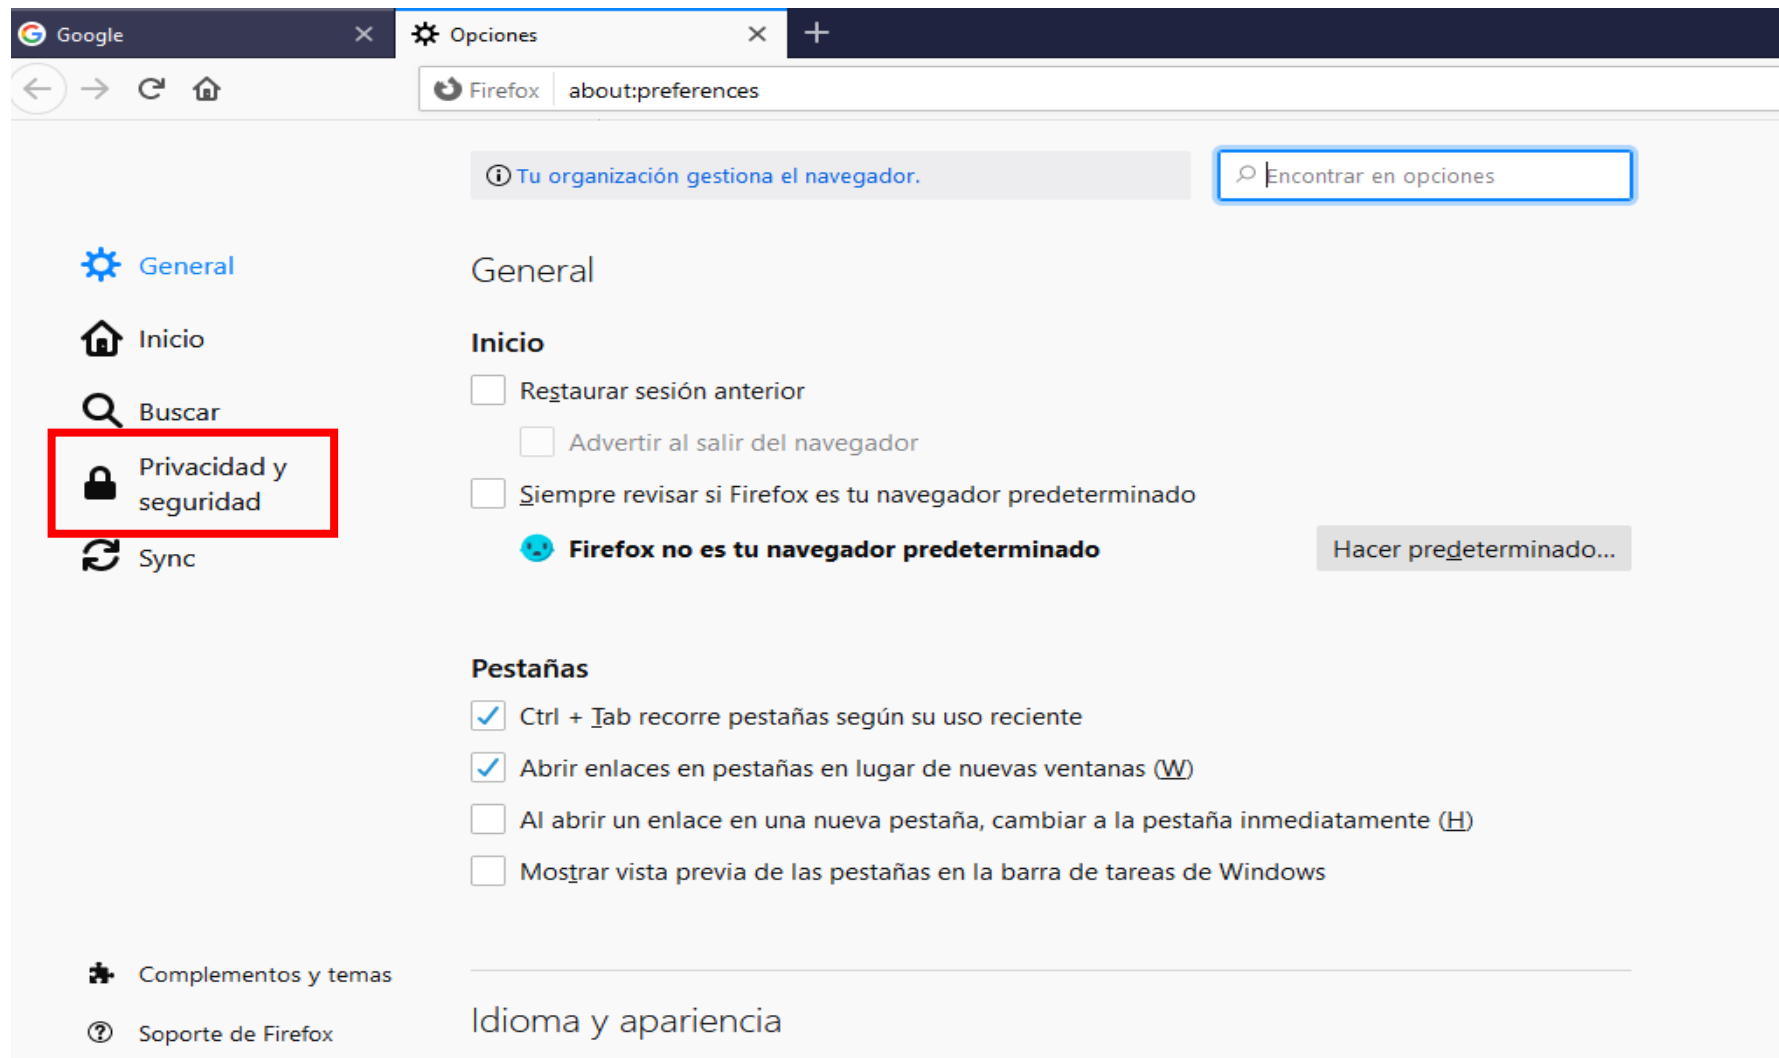 Google
Opciones
Firefox about:preferences
Tu organización gestiona el navegador.
Encontrar en opciones
General
Inicio
Buscar
Privacidad y
seguridad
Sync
Complementos y temas
Soporte de Firefox
General
Inicio
Restaurar sesión anterior
Advertir al salir del navegador
Siempre revisar si Firefox es tu navegador predeterminado
Firefox no es tu navegador predeterminado
Hacer predeterminado...
Pestañas
Ctrl + Tab recorre pestañas según su uso reciente
Abrir enlaces en pestañas en lugar de nuevas ventanas (W)
Al abrir un enlace en una nueva pestaña, cambiar a la pestaña inmediatamente (H)
Mostrar vista previa de las pestañas en la barra de tareas de Windows
Idioma y apariencia